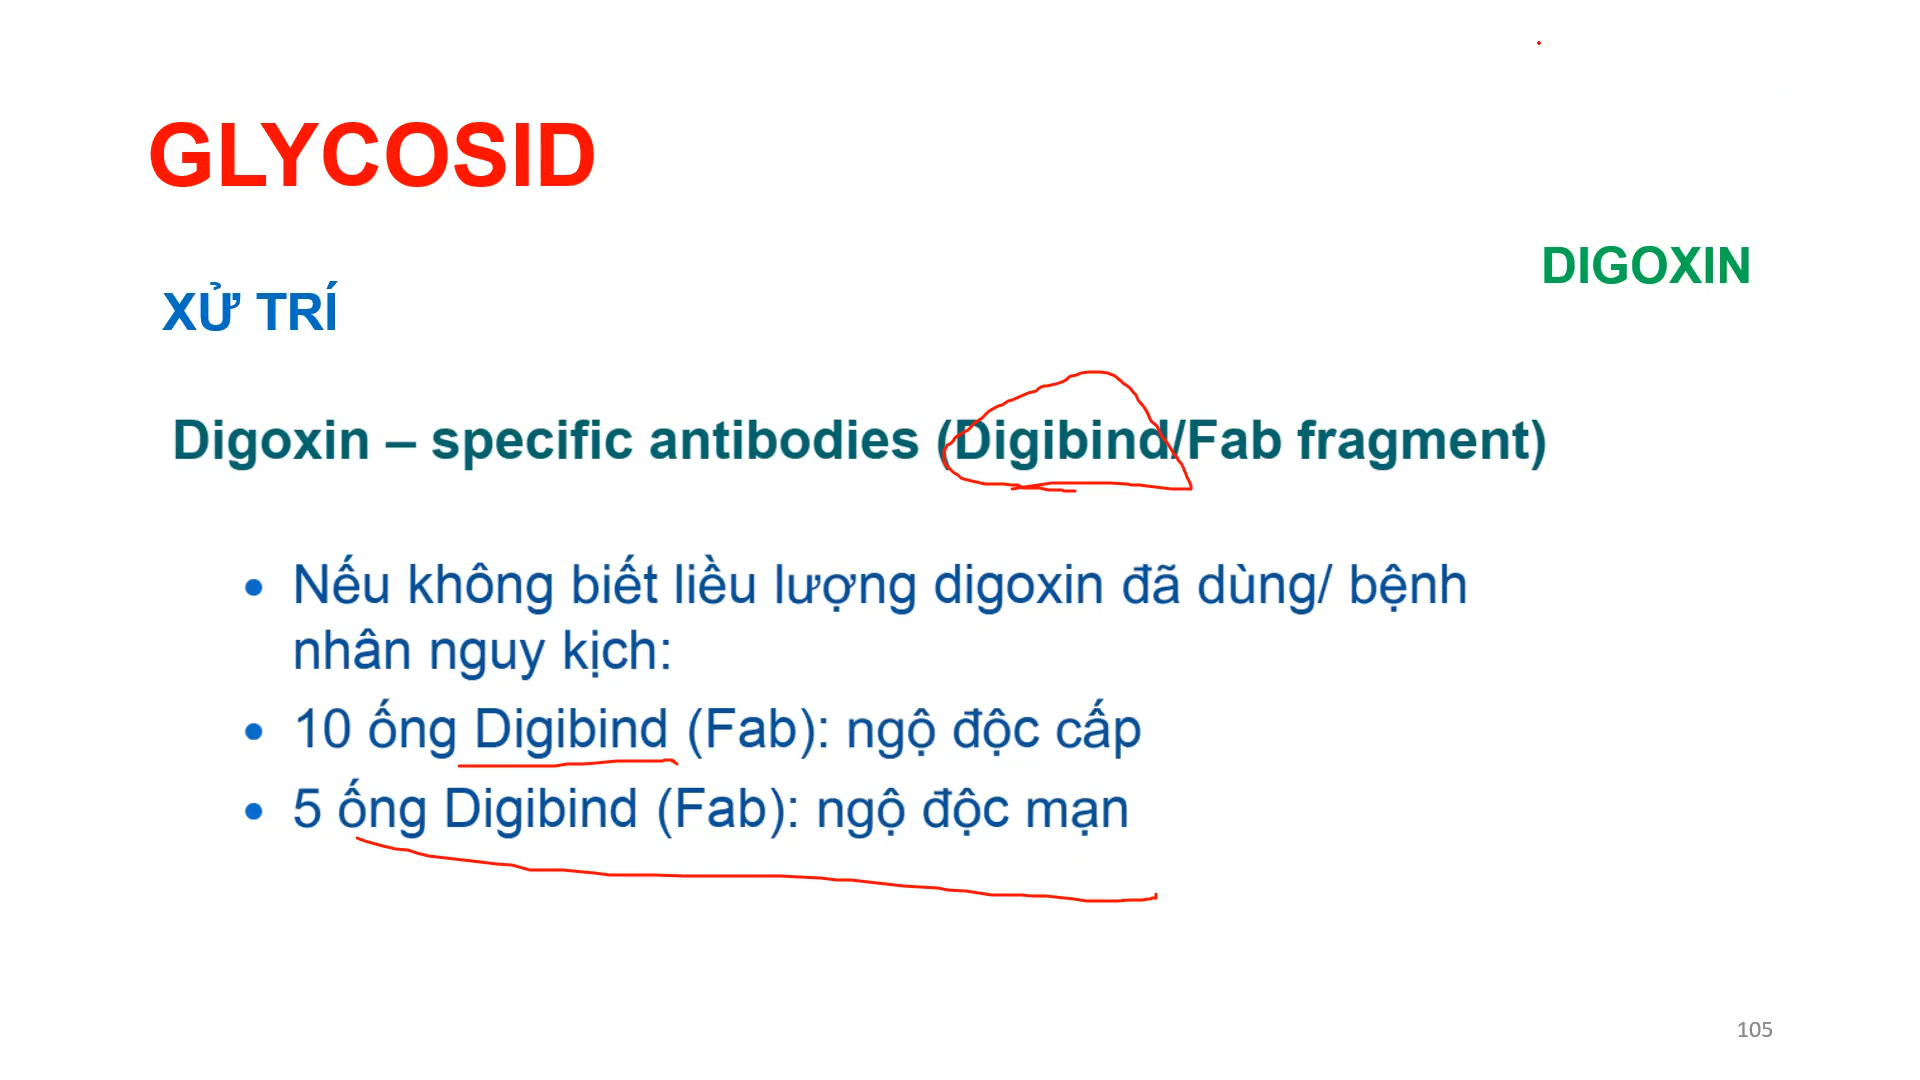 GLYCOSID
DIGOXIN
XỬ TRÍ
Digoxin – specific antibodies (Digibind/Fab fragment)
• Nếu không biết liều lượng digoxin đã dùng/ bệnh
nhân nguy kịch:
• 10 ống Digibind (Fab): ngộ độc cấp
• 5 ống Digibind (Fab): ngộ độc mạn
105